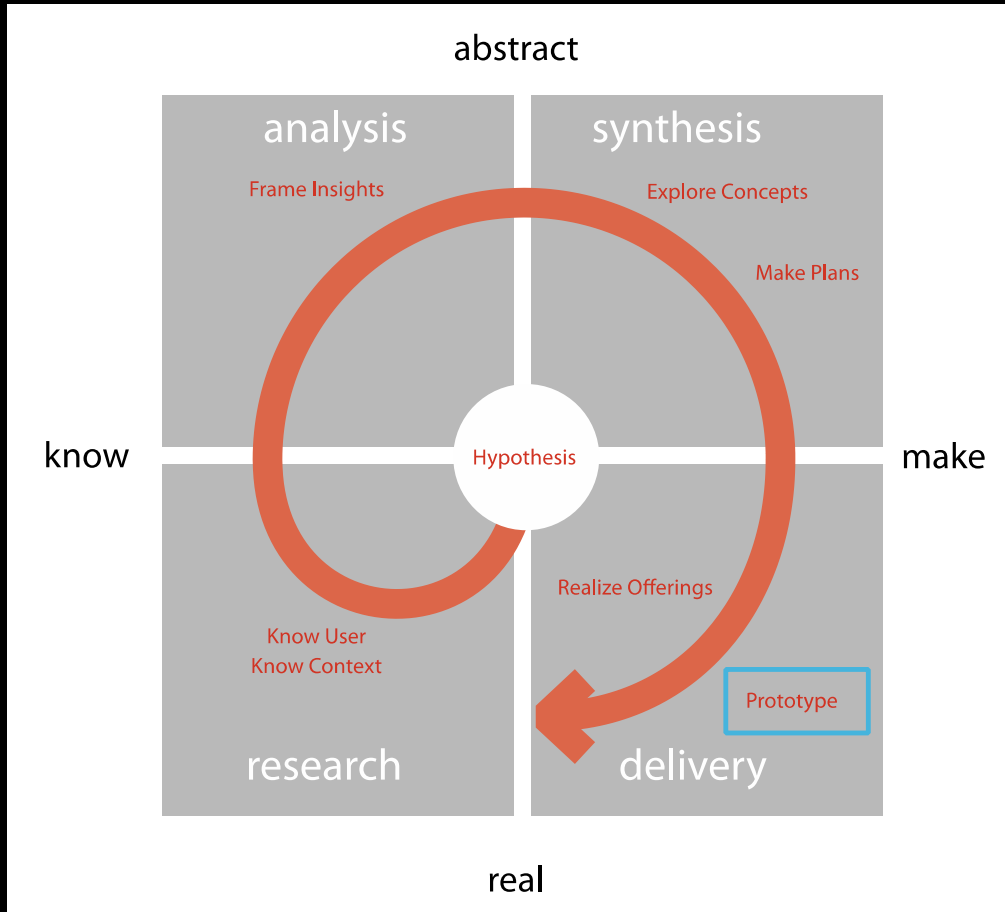 abstract
analysis
synthesis
Frame Insights
Explore Concepts
Make Plans
know
Hypothesis
make
Realize Offerings
Know User
Know Context
Prototype
research
delivery
real